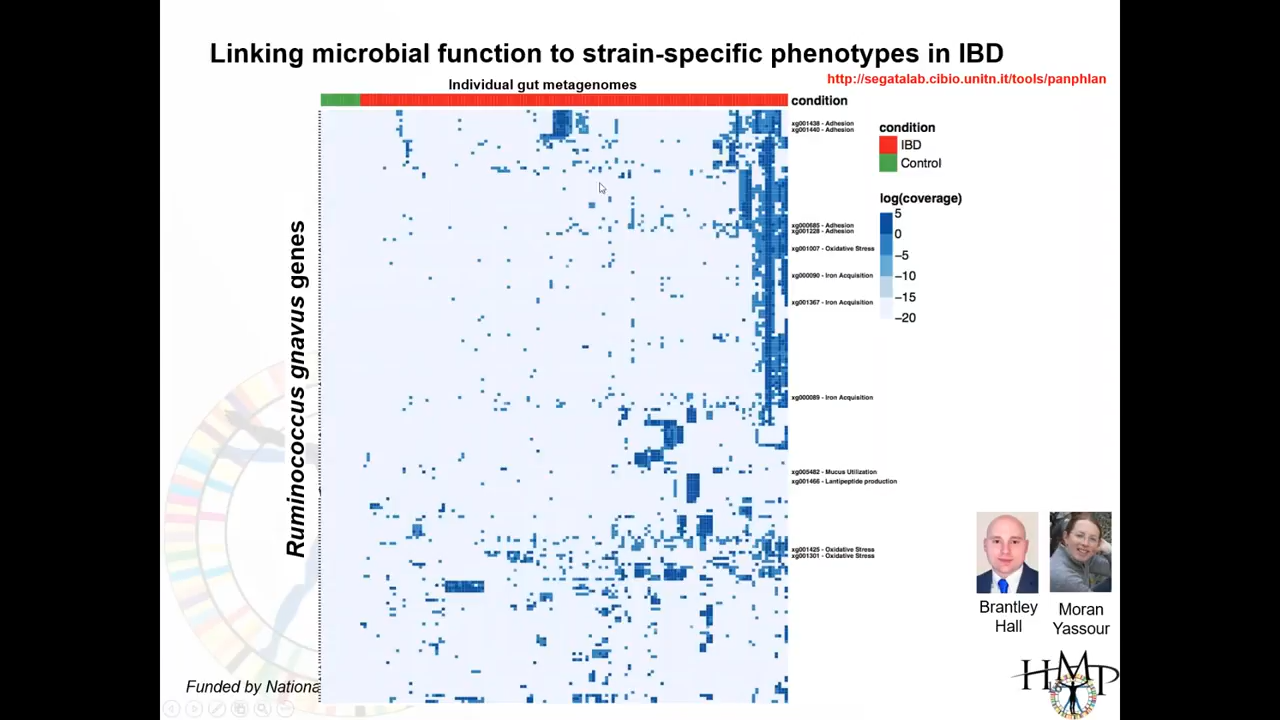 Linking microbial function to strain-specific phenotypes in IBD
http://segatalab.cibio.unitn.it/tools/panphlan
Individual gut metagenomes
condition
xg001438 - Adhesion
xg001440 - Adhesion
condition
IBD
Control
log(coverage)
5
0
−5
−10
−15
−20
xg000685 - Adhesion
xg001228 - Adhesion
xg001007 - Oxidative Stress
xg000090 - Iron Acquisition
xg001367 - Iron Acquisition
Ruminococcus gnavus genes
xg000089 - Iron Acquisition
xg005482 - Mucus Utilization
xg001466 - Lantipeptide production
xg001425 - Oxidative Stress
xg001301 - Oxidative Stress
Brantley
Hall
Moran
Yassour
HMP
Funded by Nationa